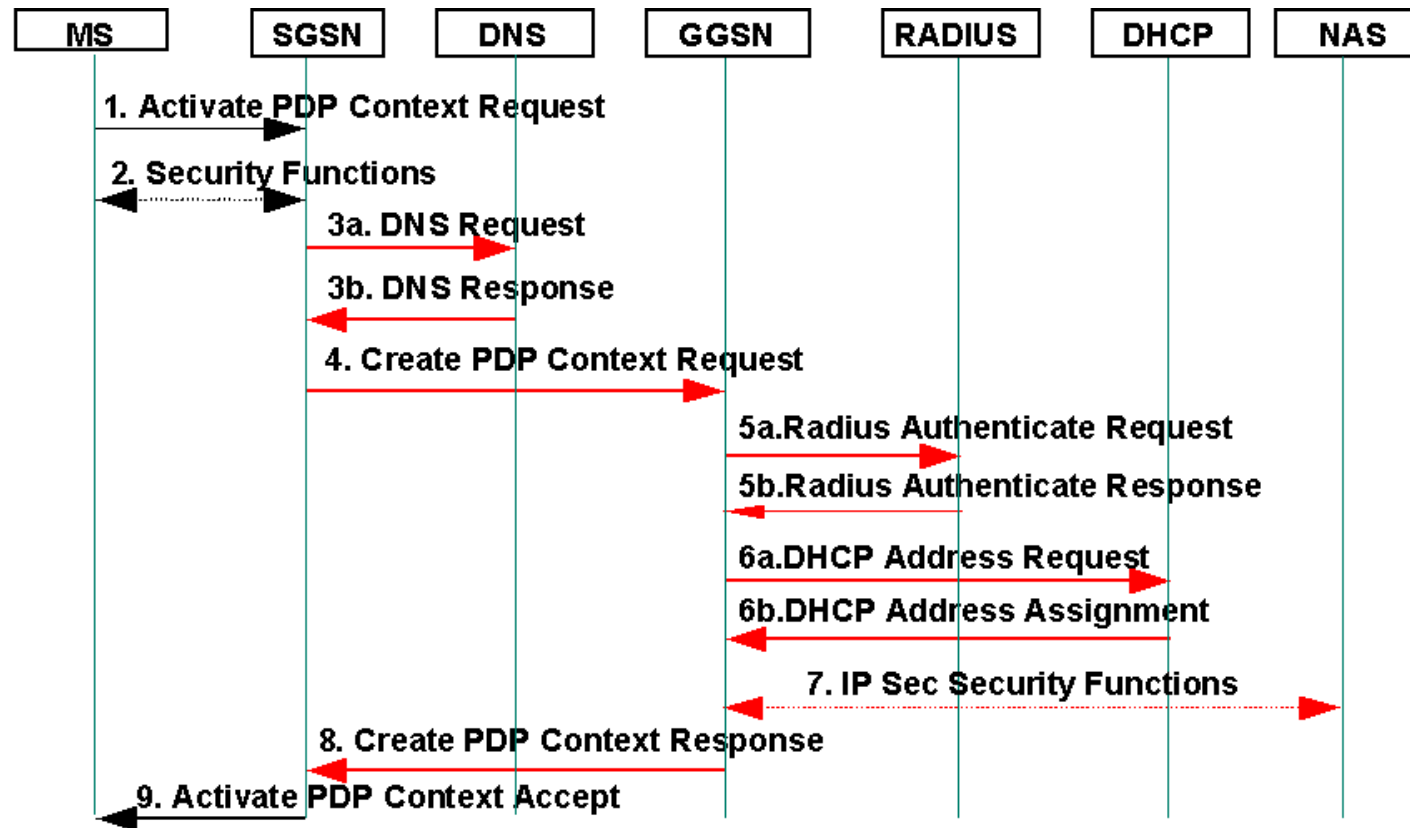 MS SGSN DNS GGSN RADIUS DHCP NAS
1. Activate PDP Context Request
2. Security Functions
3a. DNS Request
3b. DNS Response
4. Create PDP Context Request
5a.Radius Authenticate Request
5b.Radius Authenticate Response
6a.DHCP Address Request
6b.DHCP Address Assignment
7. IP Sec Security Functions
8. Create PDP Context Response
9. Activate PDP Context Accept